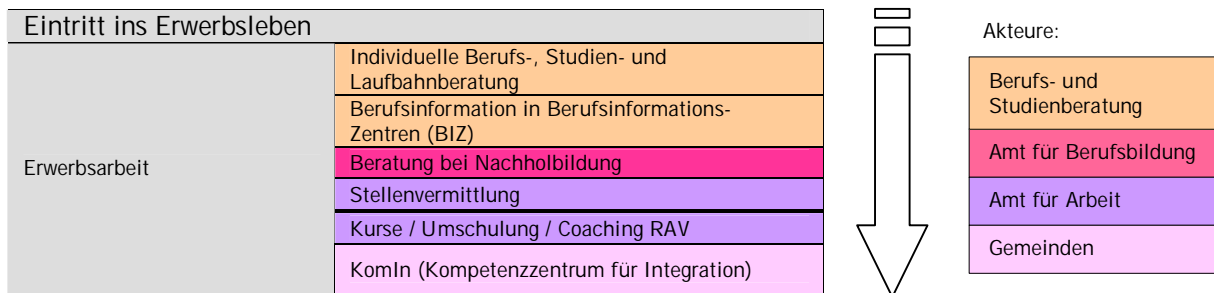 Eintritt ins Erwerbsleben
Erwerbsarbeit
Individuelle Berufs-, Studien- und
Laufbahnberatung
Berufsinformation in Berufsinformations-
Zentren (BIZ)
Beratung bei Nachholbildung
Stellenvermittlung
Kurse / Umschulung / Coaching RAV
KomIn (Kompetenzzentrum für Integration)
Akteure:
Berufs- und
Studienberatung
Amt für Berufsbildung
Amt für Arbeit
Gemeinden